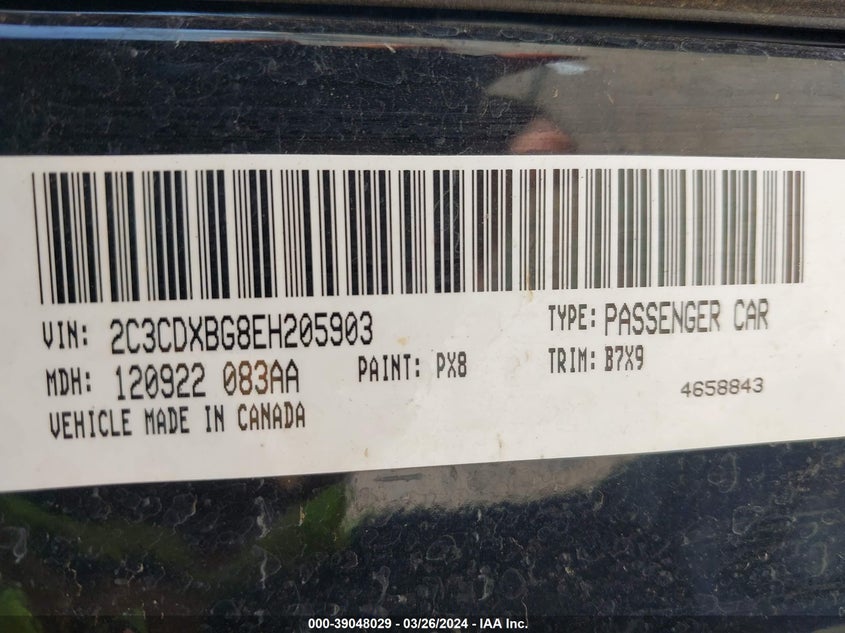 VIN: 2C3CDXBG8EH205903 TYPE: PASSENGER CAR
MDH: 120922 083AA PAINT: PX8 TRIM: B7X9
4658843
VEHICLE MADE IN CANADA
000-39048029 - 03/26/2024 - IAA Inc.